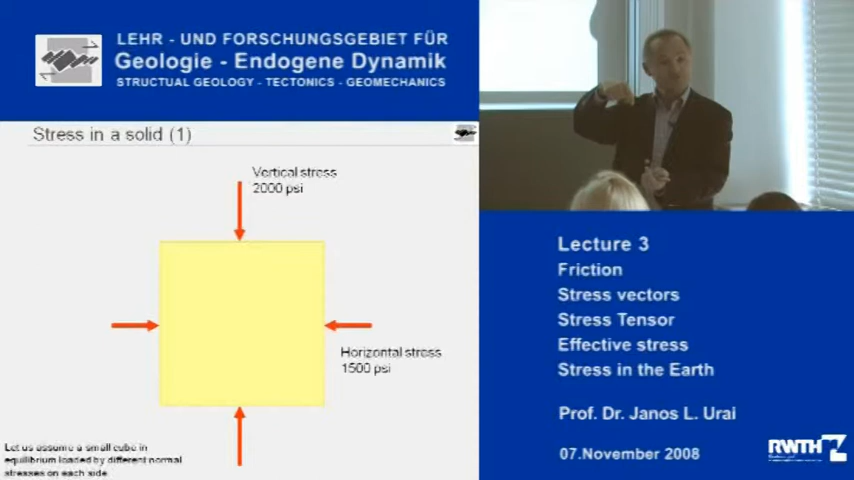 LEHR - UND FORSCHUNGSGEBIET FÜR
Geologie - Endogene Dynamik
STRUCTUAL GEOLOGY - TECTONICS - GEOMECHANICS
Stress in a solid (1)
Vertical stress
2000 psi
Horizontal stress
1500 psi
Let us assume a small cube in
equilibrium loaded by different normal
stresses on each side
Lecture 3
Friction
Stress vectors
Stress Tensor
Effective stress
Stress in the Earth
Prof. Dr. Janos L. Urai
07.November 2008
RWTH